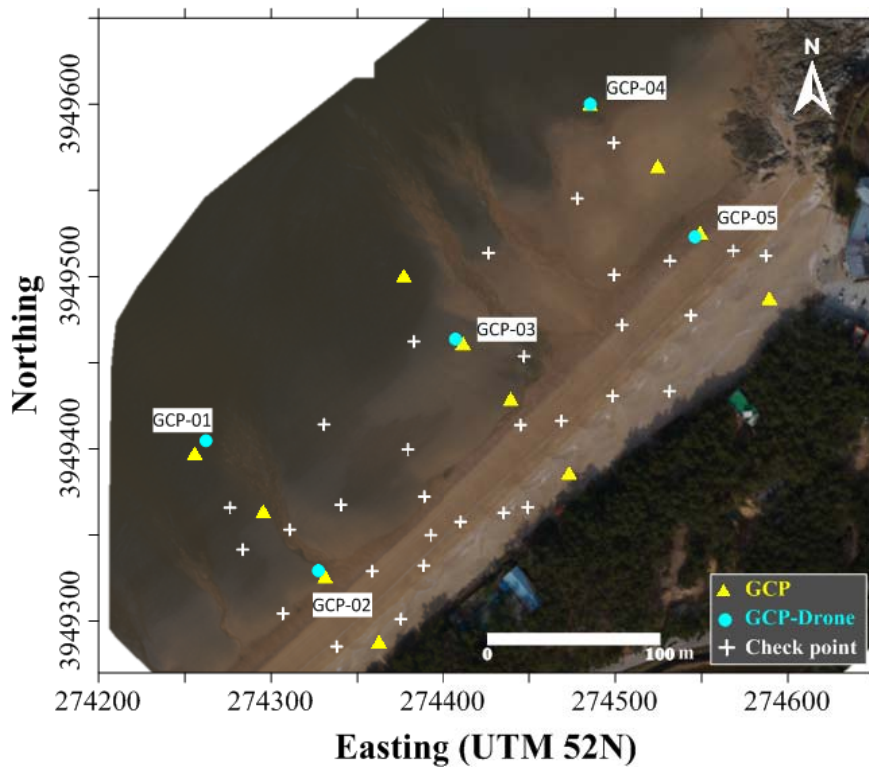 N
3949600
3949500
3949400
3949300
Northing
GCP-04
GCP-05
GCP-03
GCP-01
GCP-02
GCP
GCP-Drone
Check point
0
100 m
274200
274300
274400
274500
274600
Easting (UTM 52N)